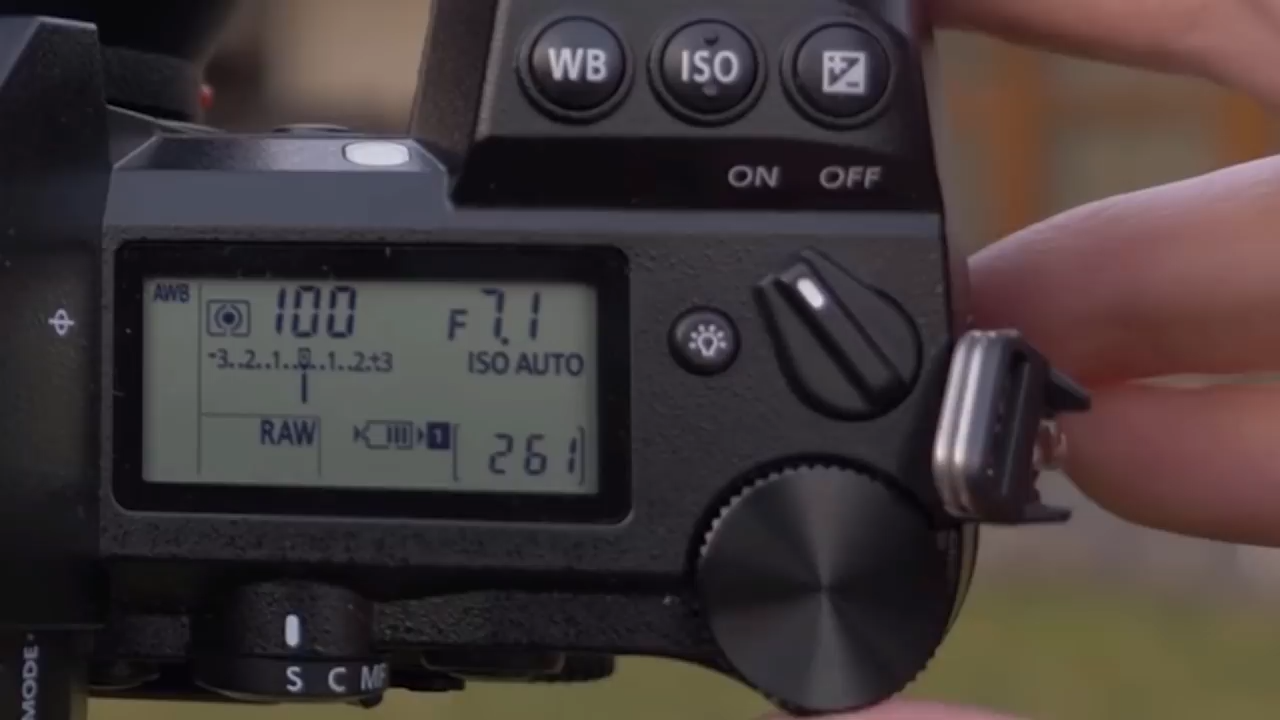 WB ISO
ON OFF
AWB 100 F 7.1
-3..2..1..0..1..2..+3 ISO AUTO
RAW 1 [ 261]
S C MF
MODE